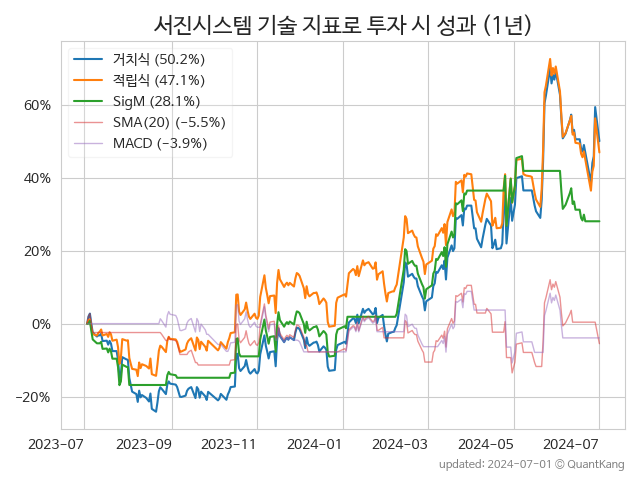 서진시스템 기술 지표로 투자 시 성과 (1년)
거치식 (50.2%)
적립식 (47.1%)
SigM (28.1%)
SMA(20) (−5.5%)
MACD (−3.9%)
60%
40%
20%
0%
−20%
2023-07 2023-09 2023-11 2024-01 2024-03 2024-05 2024-07
updated: 2024-07-01 © QuantKang